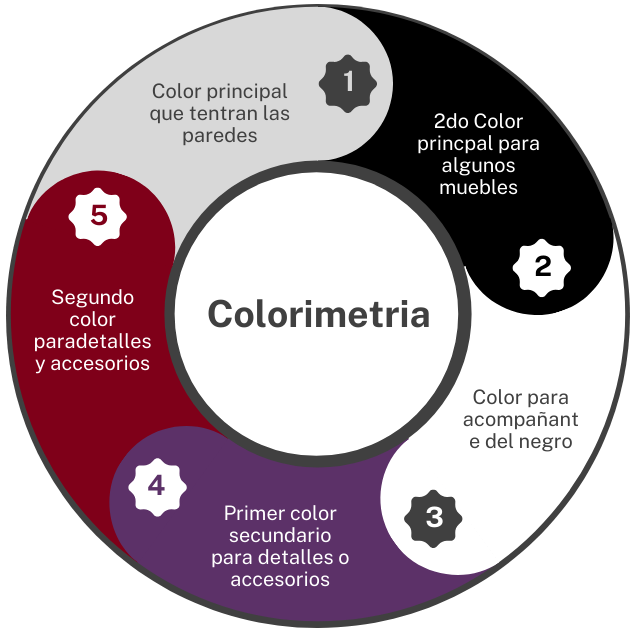 Colorimetria
1
Color principal
que tentran las
paredes
2do Color
princpal para
algunos
muebles
2
Color para
acompañant
e del negro
3
4
Primer color
secundario
para detalles o
accesorios
5
Segundo
color
paradetalles
y accesorios